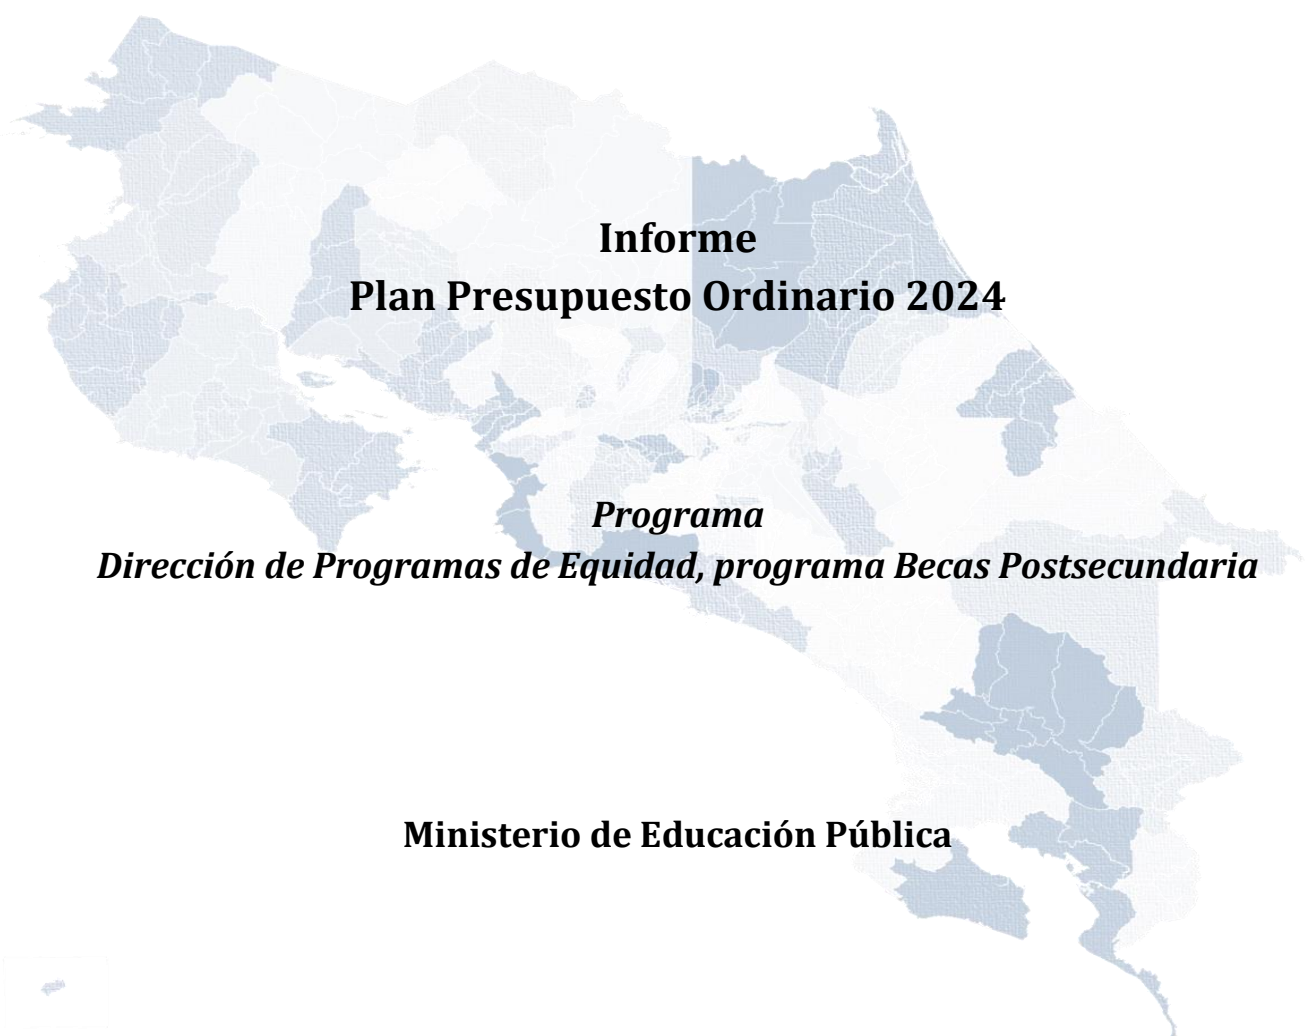 Informe
Plan Presupuesto Ordinario 2024
Programa
Dirección de Programas de Equidad, programa Becas Postsecundaria
Ministerio de Educación Pública